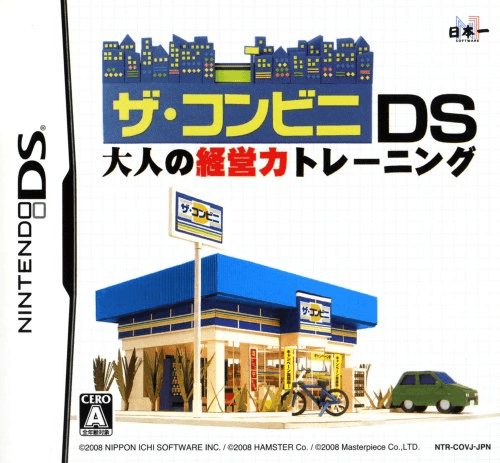 日本一
SOFTWARE
ザ・コンビニ DS
大人の経営力トレーニング
NINTENDO DS®
ザ・コンビニ
ザ・コンビニ
CERO
A
全年齢対象
©2008 NIPPON ICHI SOFTWARE INC. / ©2008 HAMSTER Co. / ©2008 Masterpiece Co.,LTD.
NTR-COVJ-JPN